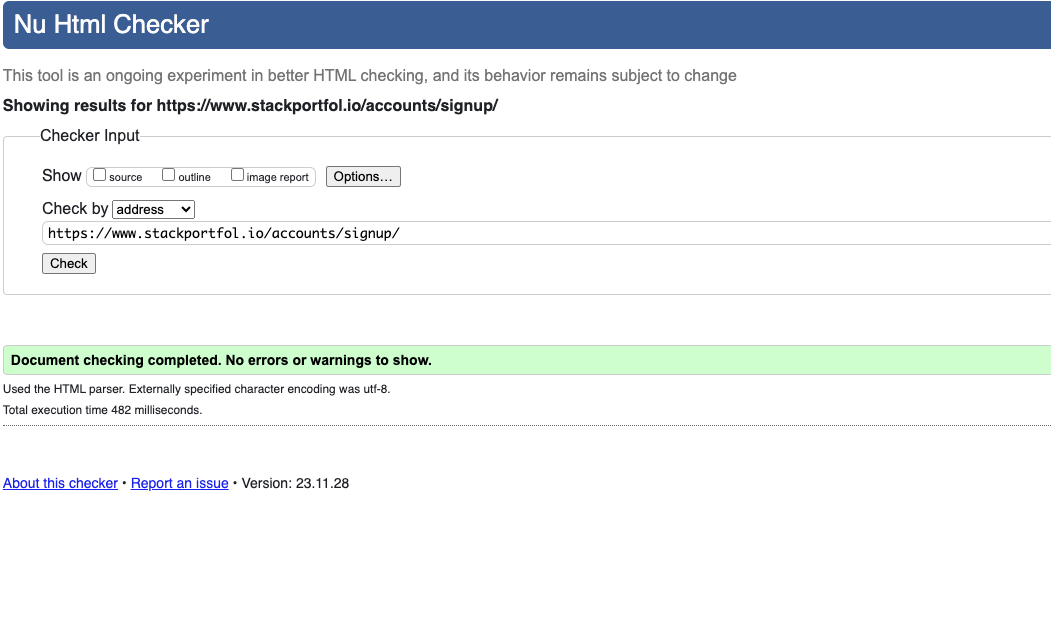 Nu Html Checker
This tool is an ongoing experiment in better HTML checking, and its behavior remains subject to change
Showing results for https://www.stackportfol.io/accounts/signup/
Checker Input
Show source outline image report Options...
Check by address
https://www.stackportfol.io/accounts/signup/
Check
Document checking completed. No errors or warnings to show.
Used the HTML parser. Externally specified character encoding was utf-8.
Total execution time 482 milliseconds.
About this checker • Report an issue • Version: 23.11.28